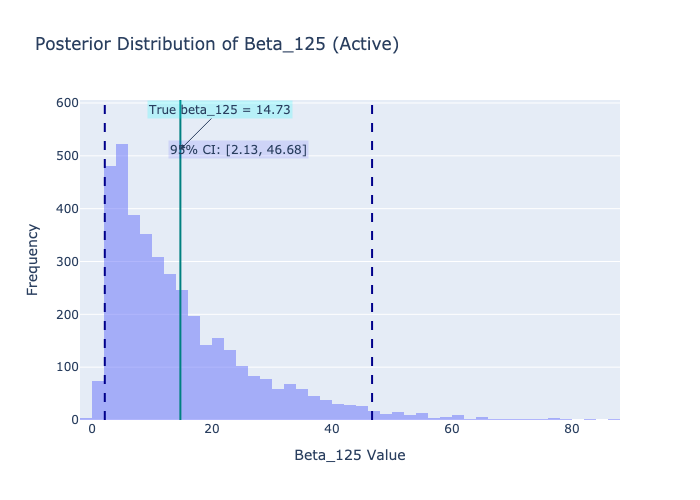 Posterior Distribution of Beta_125 (Active)
True beta_125 = 14.73
95% CI: [2.13, 46.68]
600
500
400
300
200
100
0
Frequency
0 20 40 60 80
Beta_125 Value